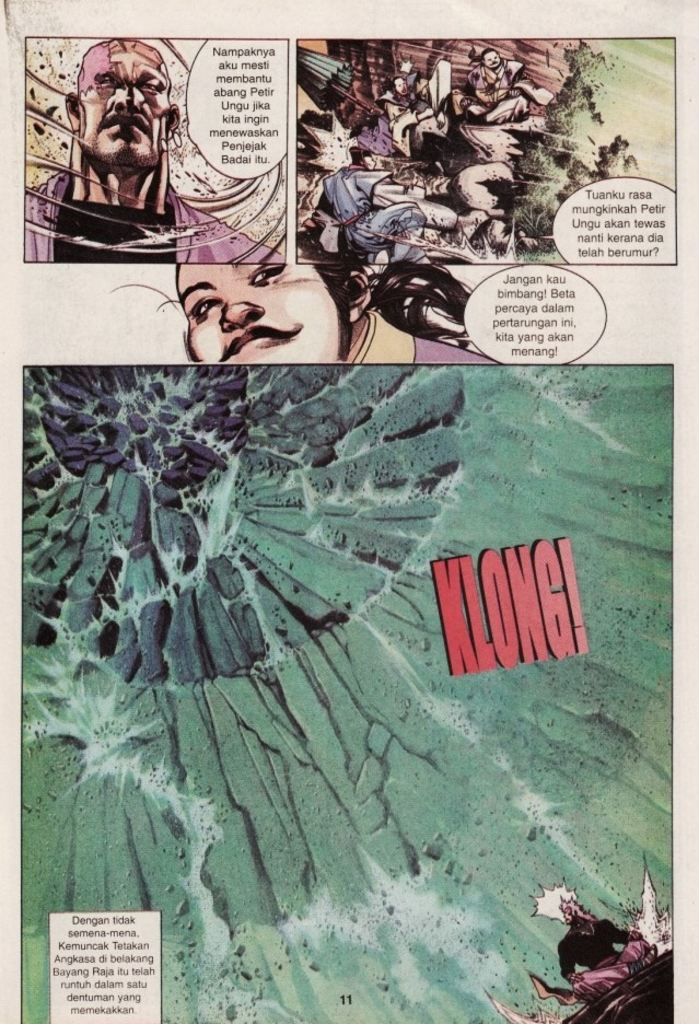 Nampaknya
aku mesti
membantu
abang Petir
Ungu jika
kita ingin
menewaskan
Penjejak
Badai itu.
Tuanku rasa
mungkinkah Petir
Ungu akan tewas
nanti kerana dia
telah berumur?
Jangan kau
bimbang! Beta
percaya dalam
pertarungan ini,
kita yang akan
menang!
KLONG!
Dengan tidak
semena-mena,
Kemuncak Tetakan
Angkasa di belakang
Bayang Raja itu telah
runtuh dalam satu
dentuman yang
memekakkan.
11